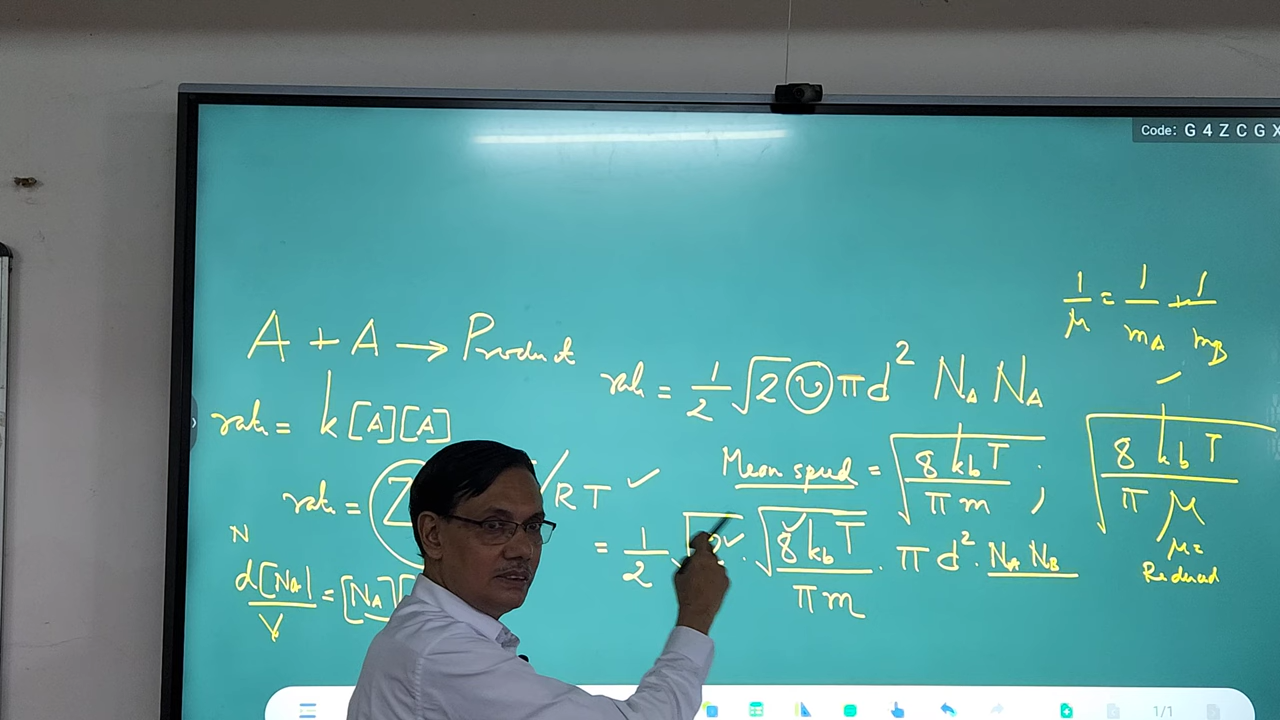 Code: G 4 Z C G X
1/μ = 1/mA + 1/mB
A + A → Product
rate = 1/2 √2 υ π d² NA NA
rate = k [A][A]
Mean speed = √(8 kb T / π m) ; √(8 kb T / π μ)
rate = Z /RT ✓
= 1/2 · √(8 kb T / π m) · π d² · NA NB
μ=
Reduced
N
d[NA]/V = [NA]
1/1